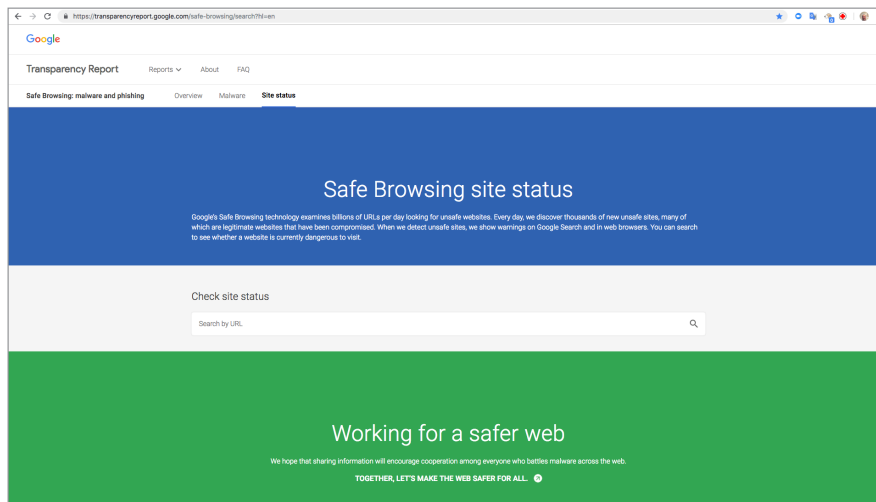 https://transparencyreport.google.com/safe-browsing/search?hl=en
Google
Transparency Report Reports About FAQ
Safe Browsing: malware and phishing Overview Malware Site status
Safe Browsing site status
Google's Safe Browsing technology examines billions of URLs per day looking for unsafe websites. Every day, we discover thousands of new unsafe sites, many of
which are legitimate websites that have been compromised. When we detect unsafe sites, we show warnings on Google Search and in web browsers. You can search
to see whether a website is currently dangerous to visit.
Check site status
Search by URL
Working for a safer web
We hope that sharing information will encourage cooperation among everyone who battles malware across the web.
TOGETHER, LET'S MAKE THE WEB SAFER FOR ALL.